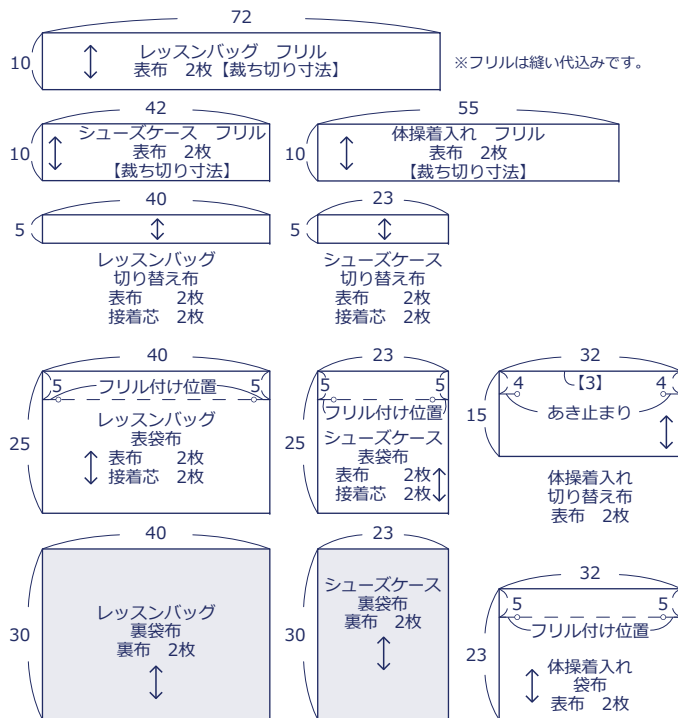 72
10
レッスンバッグ　フリル
表布　2枚【裁ち切り寸法】
※フリルは縫い代込みです。
42
10
シューズケース　フリル
表布　2枚
【裁ち切り寸法】
55
10
体操着入れ　フリル
表布　2枚
【裁ち切り寸法】
40
5
レッスンバッグ
切り替え布
表布　2枚
接着芯　2枚
23
5
シューズケース
切り替え布
表布　2枚
接着芯　2枚
40
5 フリル付け位置 5
25
レッスンバッグ
表袋布
表布　2枚
接着芯　2枚
23
5 5
フリル付け位置
25
シューズケース
表袋布
表布　2枚
接着芯　2枚
32
4 【3】 4
15
あき止まり
体操着入れ
切り替え布
表布　2枚
40
30
レッスンバッグ
裏袋布
裏布　2枚
23
30
シューズケース
裏袋布
裏布　2枚
32
5 5
フリル付け位置
23
体操着入れ
袋布
表布　2枚